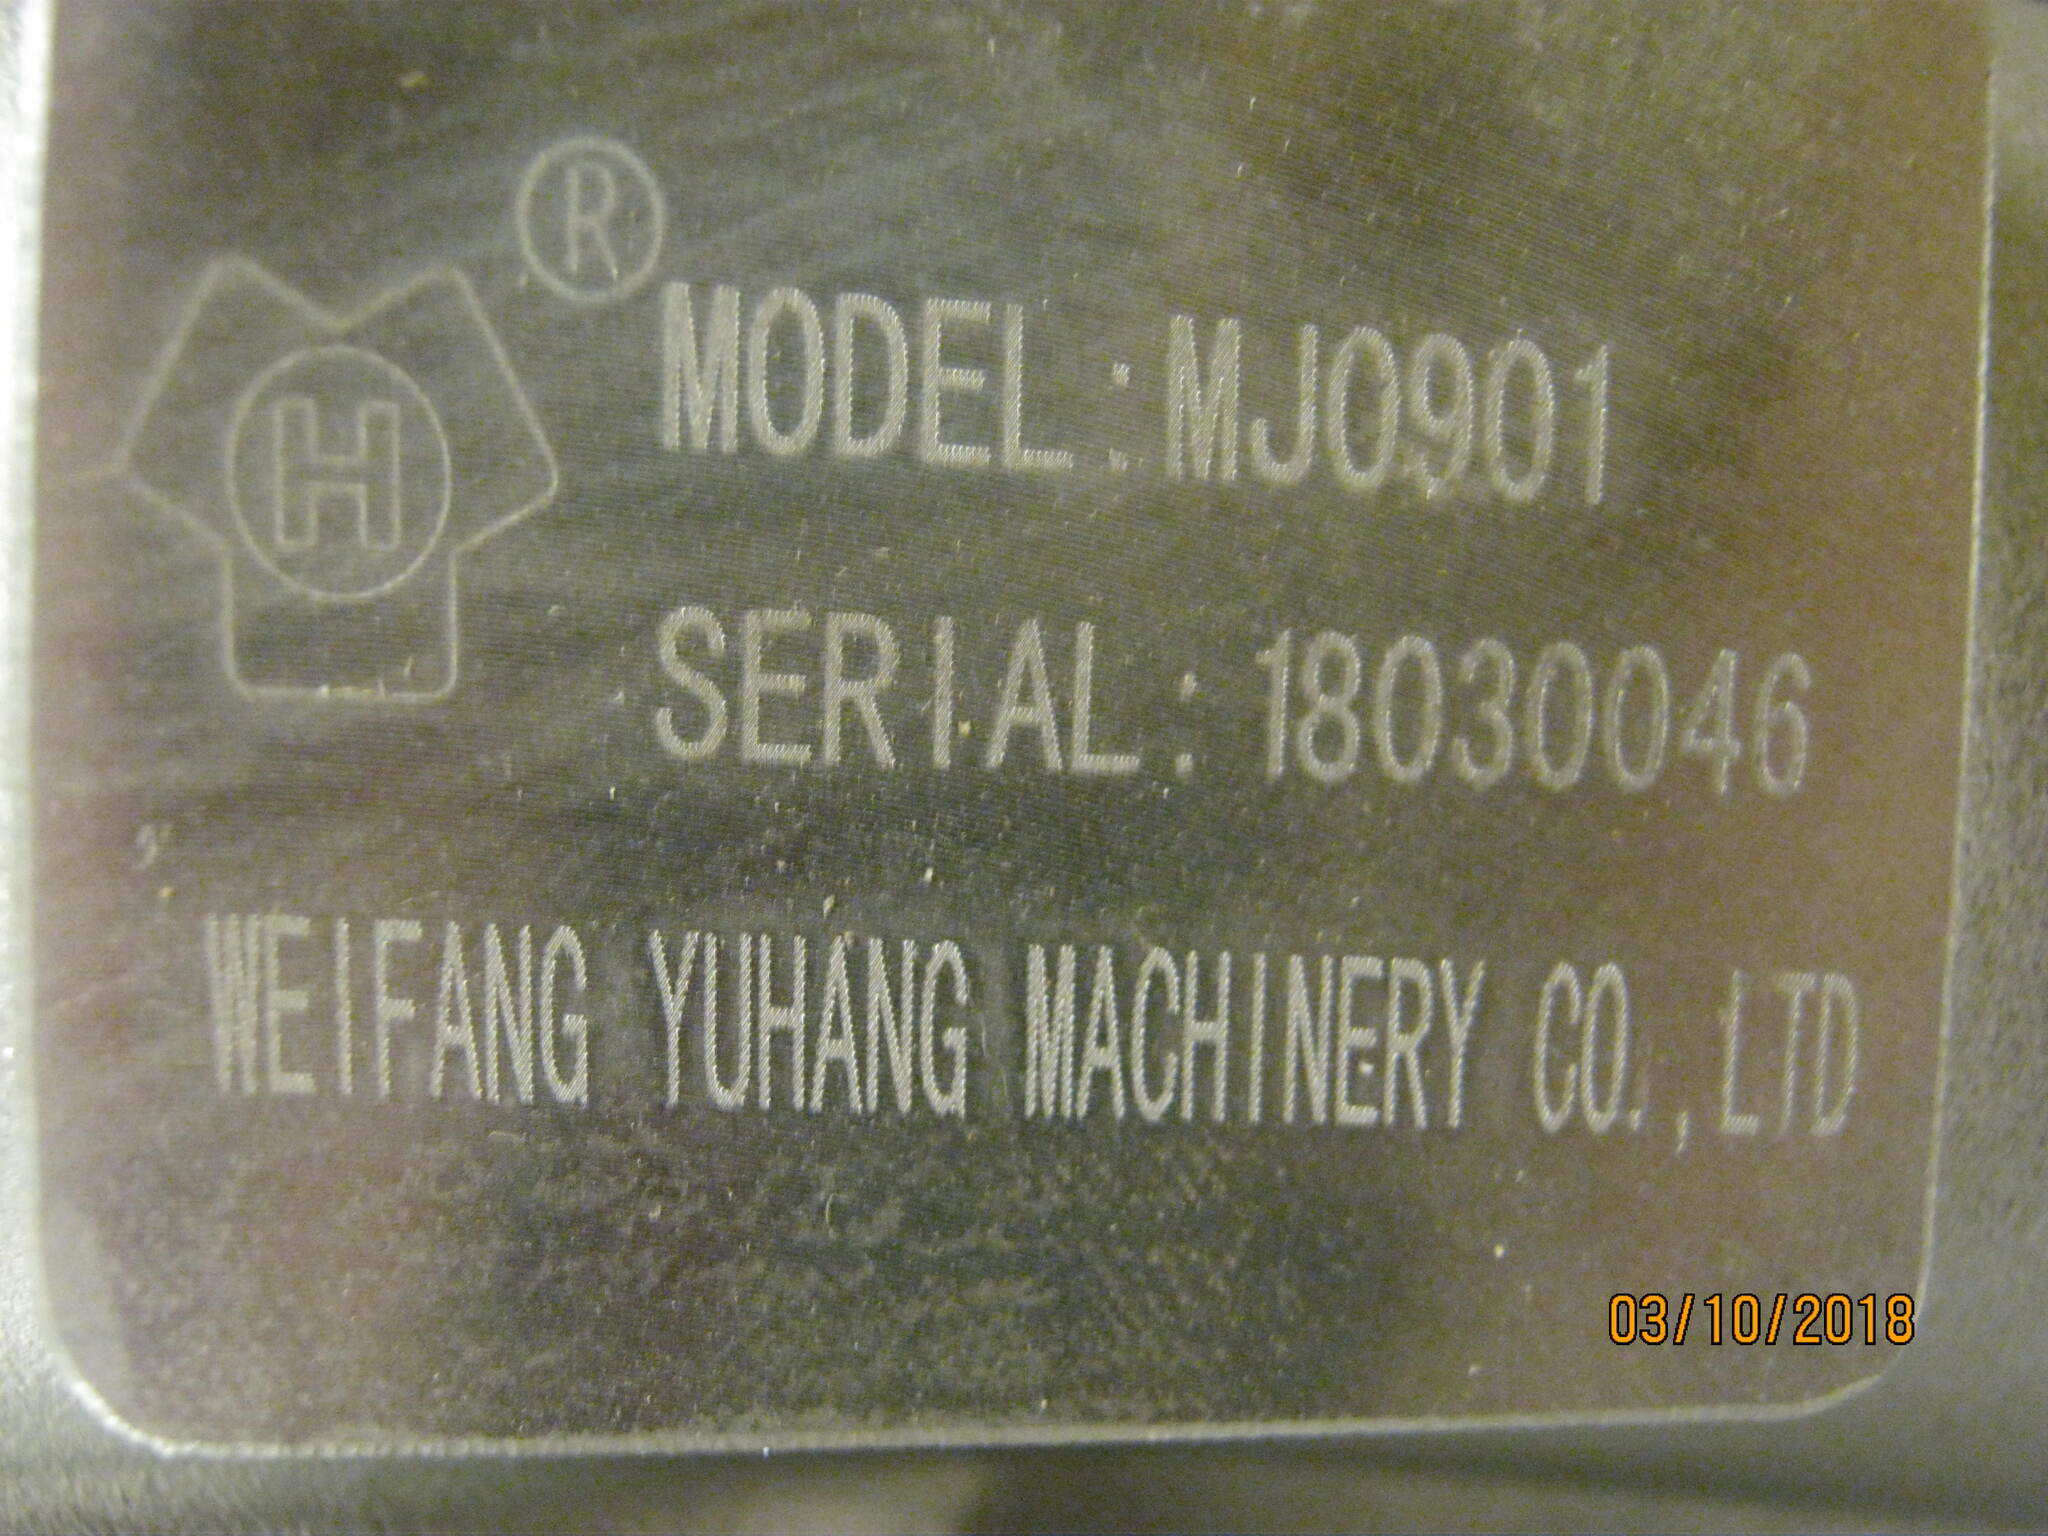 ®
MODEL:MJ0901
H
SERIAL:18030046
WEIFANG YUHANG MACHINERY CO.,LTD
03/10/2018